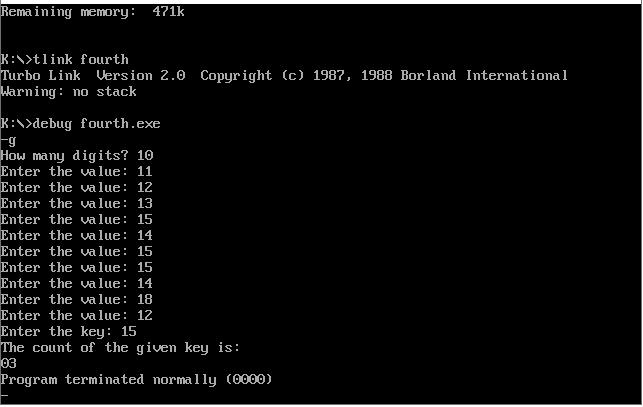 Remaining memory:  471k
K:\>tlink fourth
Turbo Link  Version 2.0  Copyright (c) 1987, 1988 Borland International
Warning: no stack
K:\>debug fourth.exe
-g
How many digits? 10
Enter the value: 11
Enter the value: 12
Enter the value: 13
Enter the value: 15
Enter the value: 14
Enter the value: 15
Enter the value: 15
Enter the value: 14
Enter the value: 18
Enter the value: 12
Enter the key: 15
The count of the given key is:
03
Program terminated normally (0000)
-